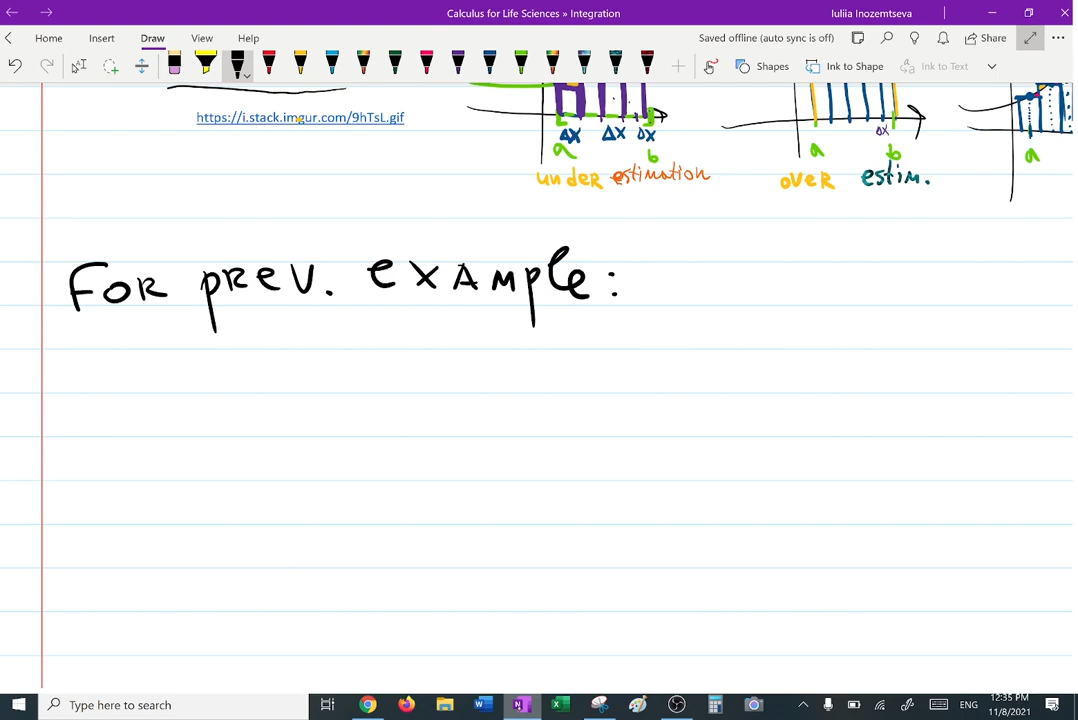 Calculus for Life Sciences » Integration
Iuliia Inozemtseva
Home Insert Draw View Help
Saved offline (auto sync is off)
Share
Shapes
Ink to Shape
Ink to Text
https://i.stack.imgur.com/9hTsL.gif
Δx Δx Δx
a b
under estimation
Δx
a b
over estim.
a
For prev. example:
Type here to search
ENG
12:35 PM
11/8/2021